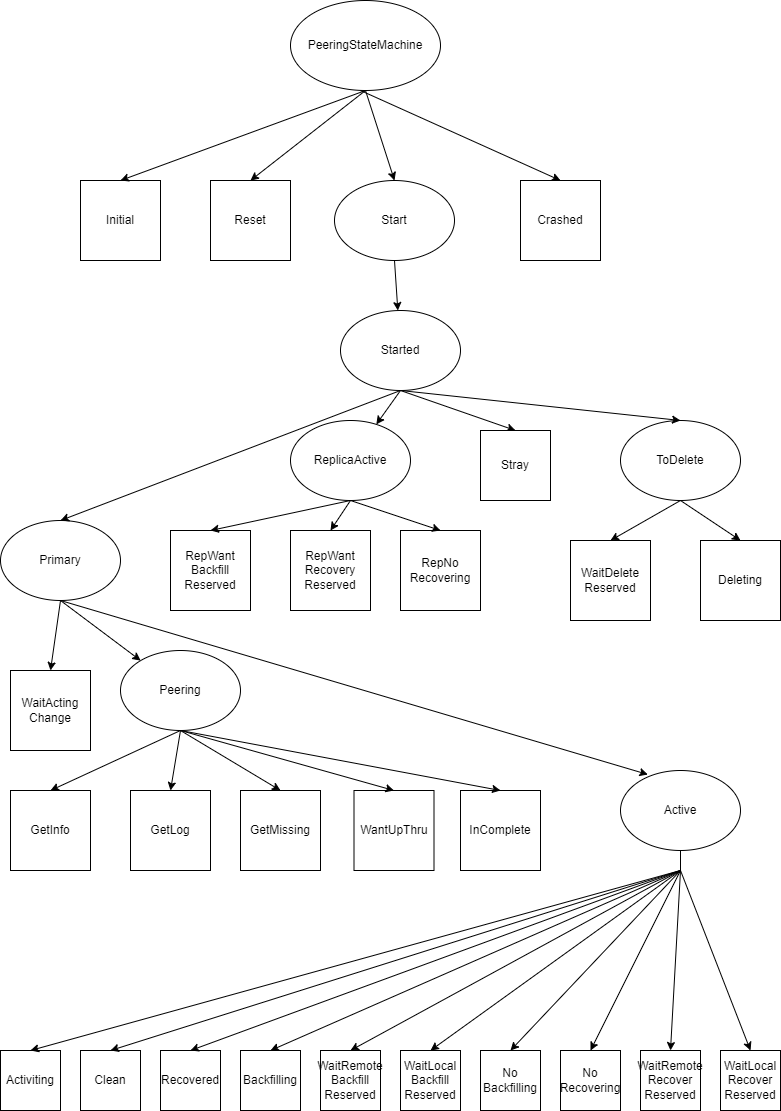 PeeringStateMachine
Initial
Reset
Start
Crashed
Started
ReplicaActive
Stray
ToDelete
Primary
RepWant
Backfill
Reserved
RepWant
Recovery
Reserved
RepNo
Recovering
WaitDelete
Reserved
Deleting
WaitActing
Change
Peering
GetInfo
GetLog
GetMissing
WantUpThru
InComplete
Active
Activiting
Clean
Recovered
Backfilling
WaitRemote
Backfill
Reserved
WaitLocal
Backfill
Reserved
No
Backfilling
No
Recovering
WaitRemote
Recover
Reserved
WaitLocal
Recover
Reserved